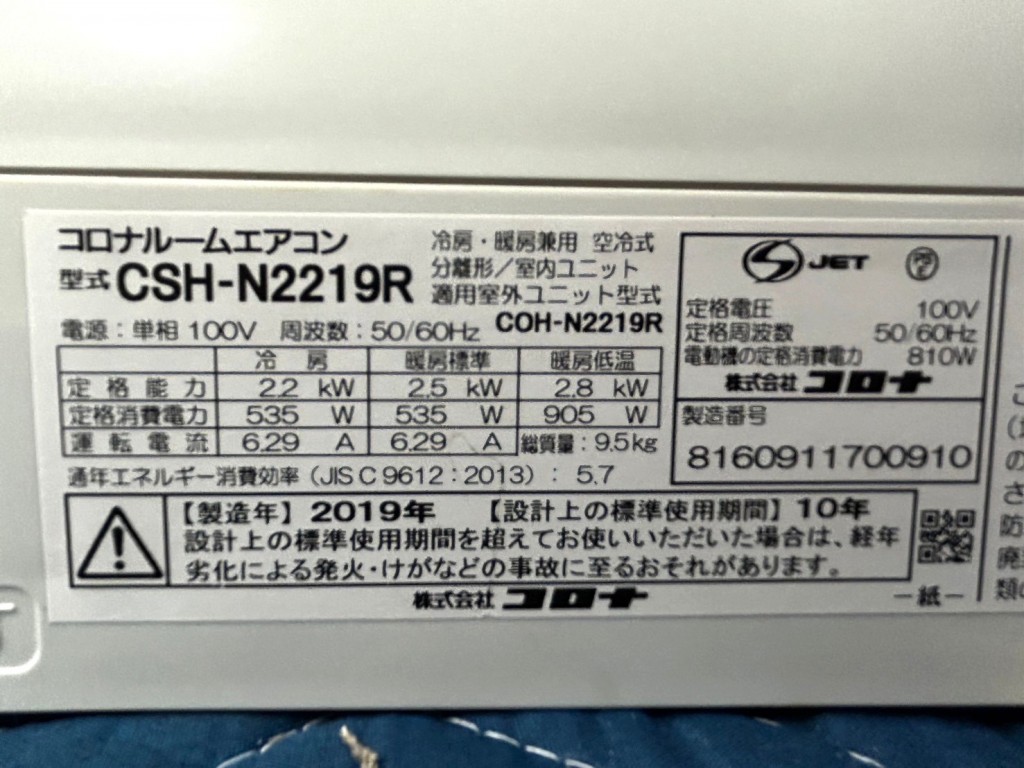 コロナルームエアコン
型式 CSH-N2219R
冷房・暖房兼用 空冷式
分離形/室内ユニット
適用室外ユニット型式
COH-N2219R
電源:単相 100V 周波数:50/60Hz
冷房 暖房標準 暖房低温
定格能力 2.2 kW 2.5 kW 2.8 kW
定格消費電力 535 W 535 W 905 W
運転電流 6.29 A 6.29 A 総質量:9.5kg
通年エネルギー消費効率(JIS C 9612:2013):5.7
JET PS E
定格電圧 100V
定格周波数 50/60Hz
電動機の定格消費電力 810W
株式会社コロナ
製造番号
8160911700910
【製造年】2019年 【設計上の標準使用期間】10年
設計上の標準使用期間を超えてお使いいただいた場合は、経年
劣化による発火・けがなどの事故に至るおそれがあります。
株式会社コロナ
-紙-
の
さ
防
廃
類の